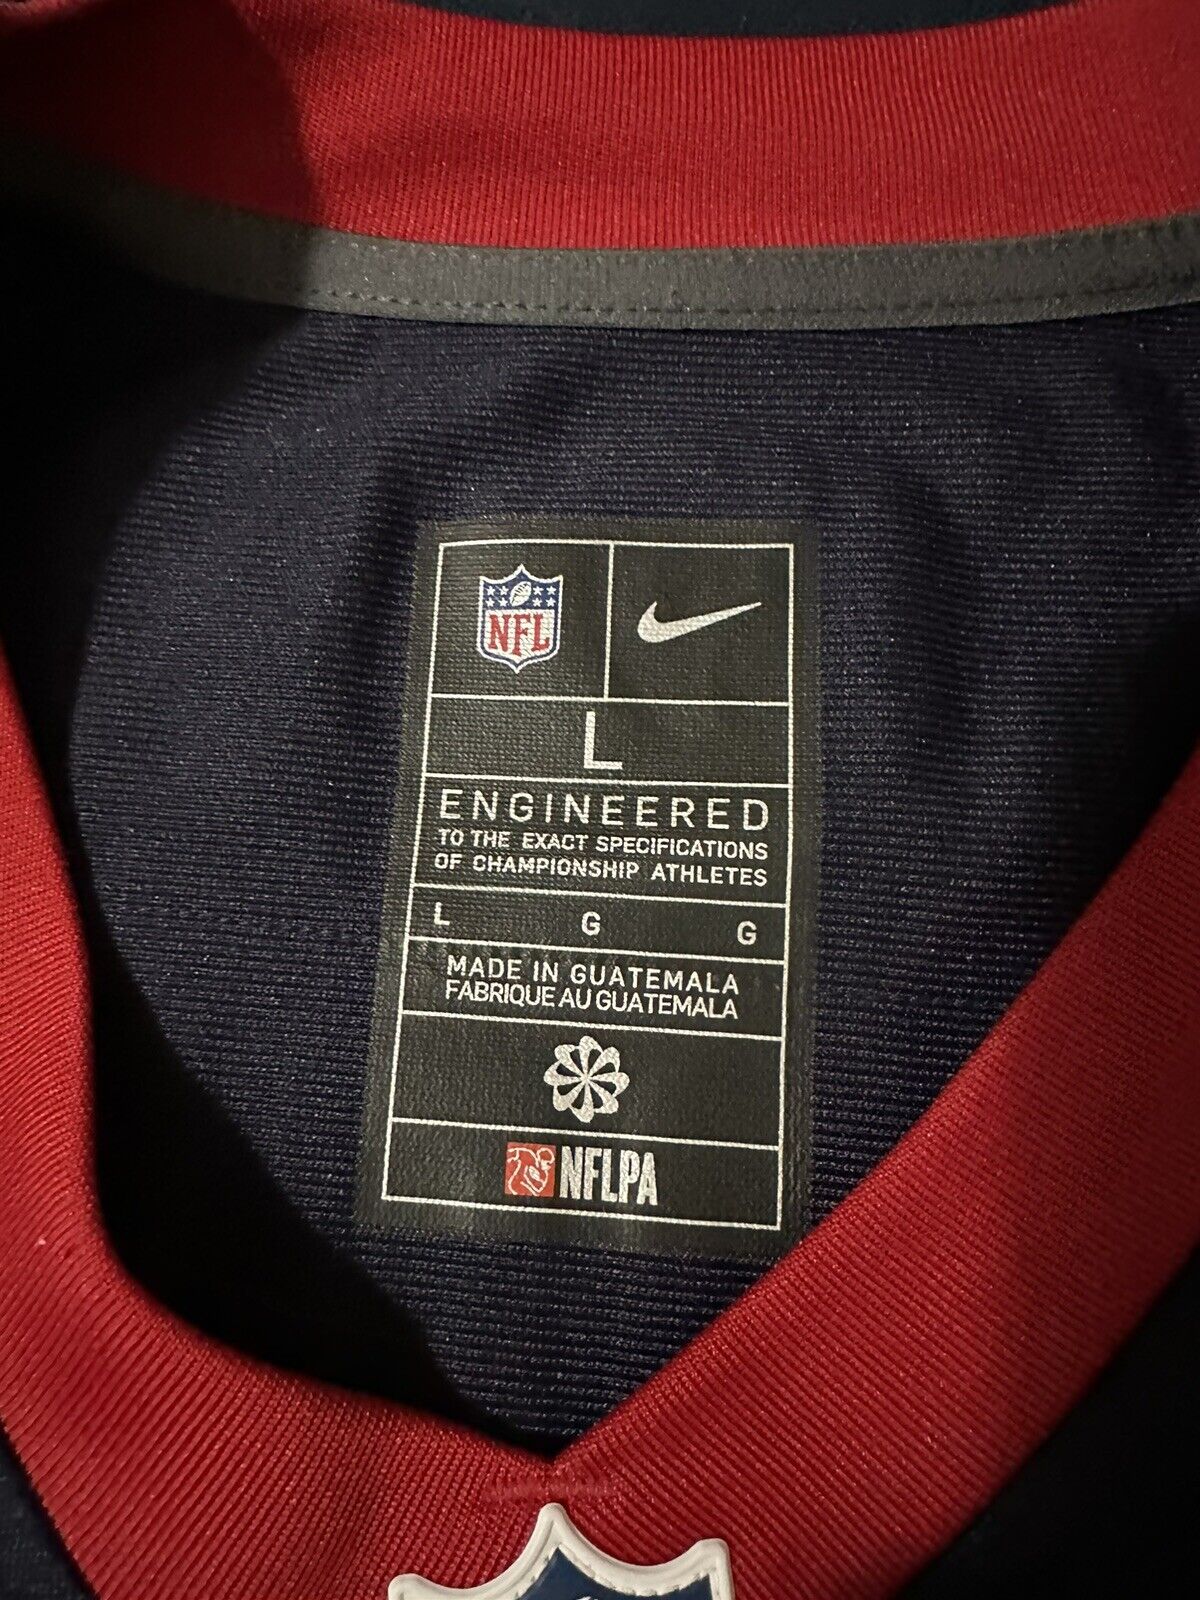 NFL
L
ENGINEERED
TO THE EXACT SPECIFICATIONS
OF CHAMPIONSHIP ATHLETES
L G G
MADE IN GUATEMALA
FABRIQUE AU GUATEMALA
NFLPA